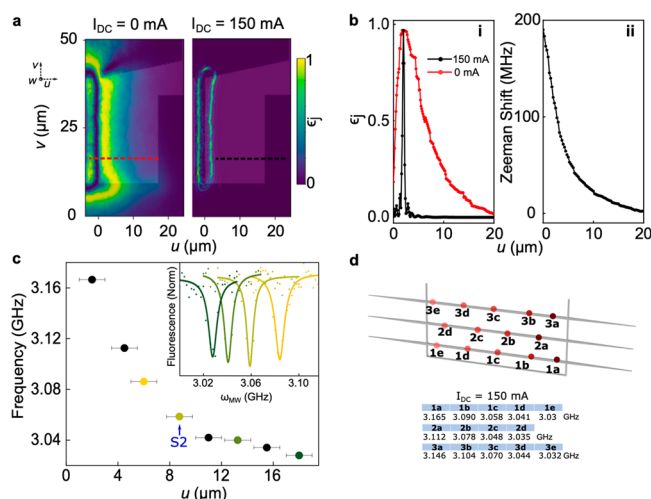 a
I_DC = 0 mA
I_DC = 150 mA
v
w
u
v (μm)
50
25
0
0
10
20
0
10
20
u (μm)
u (μm)
1
ϵj
0
b
i
150 mA
0 mA
ϵj
1.0
0.5
0.0
0
10
20
ii
Zeeman Shift (MHz)
200
100
0
0
10
20
u (μm)
c
Frequency (GHz)
3.16
3.12
3.08
3.04
0
4
8
12
16
u (μm)
S2
Fluorescence (Norm)
3.02
3.06
3.10
ω_MW (GHz)
d
3e
3d
3c
3b
3a
2d
2c
2b
2a
1e
1d
1c
1b
1a
I_DC = 150 mA
1a 1b 1c 1d 1e
3.165 3.090 3.058 3.041 3.03 GHz
2a 2b 2c 2d
3.112 3.078 3.048 3.035 GHz
3a 3b 3c 3d 3e
3.146 3.104 3.070 3.044 3.032 GHz